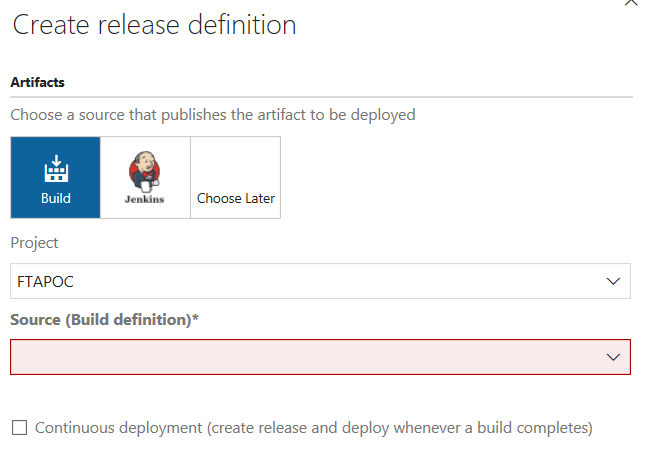 Create release definition
Artifacts
Choose a source that publishes the artifact to be deployed
Build
Jenkins
Choose Later
Project
FTAPOC
Source (Build definition)*
Continuous deployment (create release and deploy whenever a build completes)